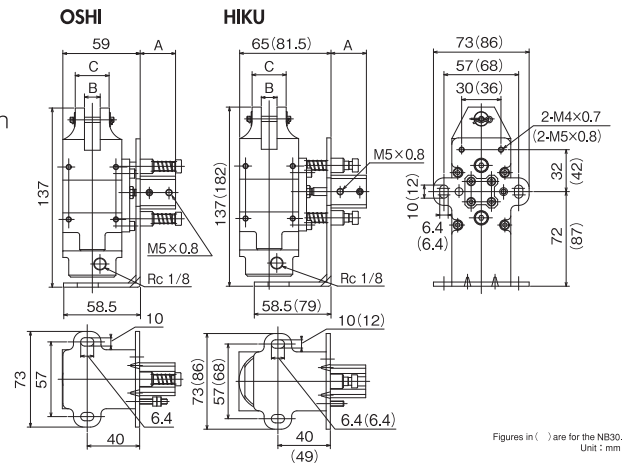 OSHI
HIKU
59
A
C
B
137
M5×0.8
Rc 1/8
58.5
65(81.5)
A
C
B
137(182)
M5×0.8
Rc 1/8
58.5(79)
73(86)
57(68)
30(36)
2-M4×0.7
(2-M5×0.8)
32
(42)
10(12)
6.4
(6.4)
72
(87)
n
10
73
57
6.4
40
10(12)
73(86)
57(68)
6.4(6.4)
40
(49)
Figures in( ) are for the NB30.
Unit : mm